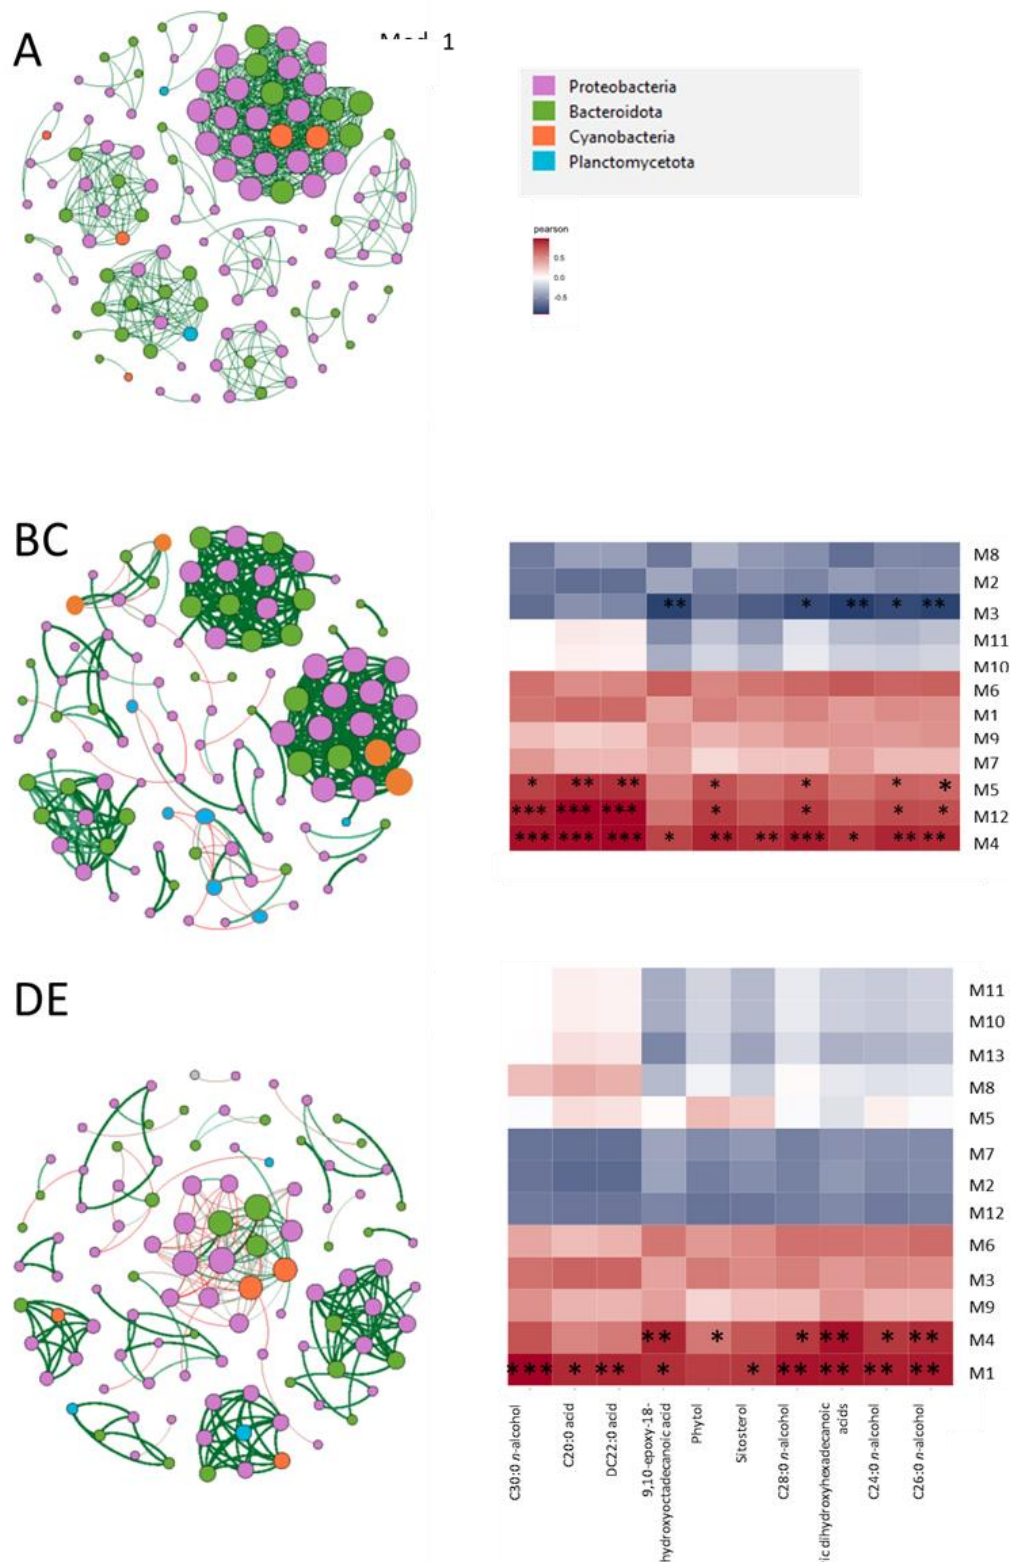 A
1
Proteobacteria
Bacteroidota
Cyanobacteria
Planctomycetota
pearson
0.5
0.0
-0.5
BC
M8
M2
** * ** * ** M3
M11
M10
M6
M1
M9
M7
* ** ** * * * * M5
*** *** *** * * * * M12
*** *** *** * ** ** *** * ** ** M4
DE
M11
M10
M13
M8
M5
M7
M2
M12
M6
M3
M9
** * * ** * ** M4
*** * ** * * ** ** ** ** M1
C30:0 n-alcohol
C20:0 acid
DC22:0 acid
9,10-epoxy-18-
hydroxyoctadecanoic acid
Phytol
Sitosterol
C28:0 n-alcohol
dihydroxyhexadecanoic
acids
C24:0 n-alcohol
C26:0 n-alcohol